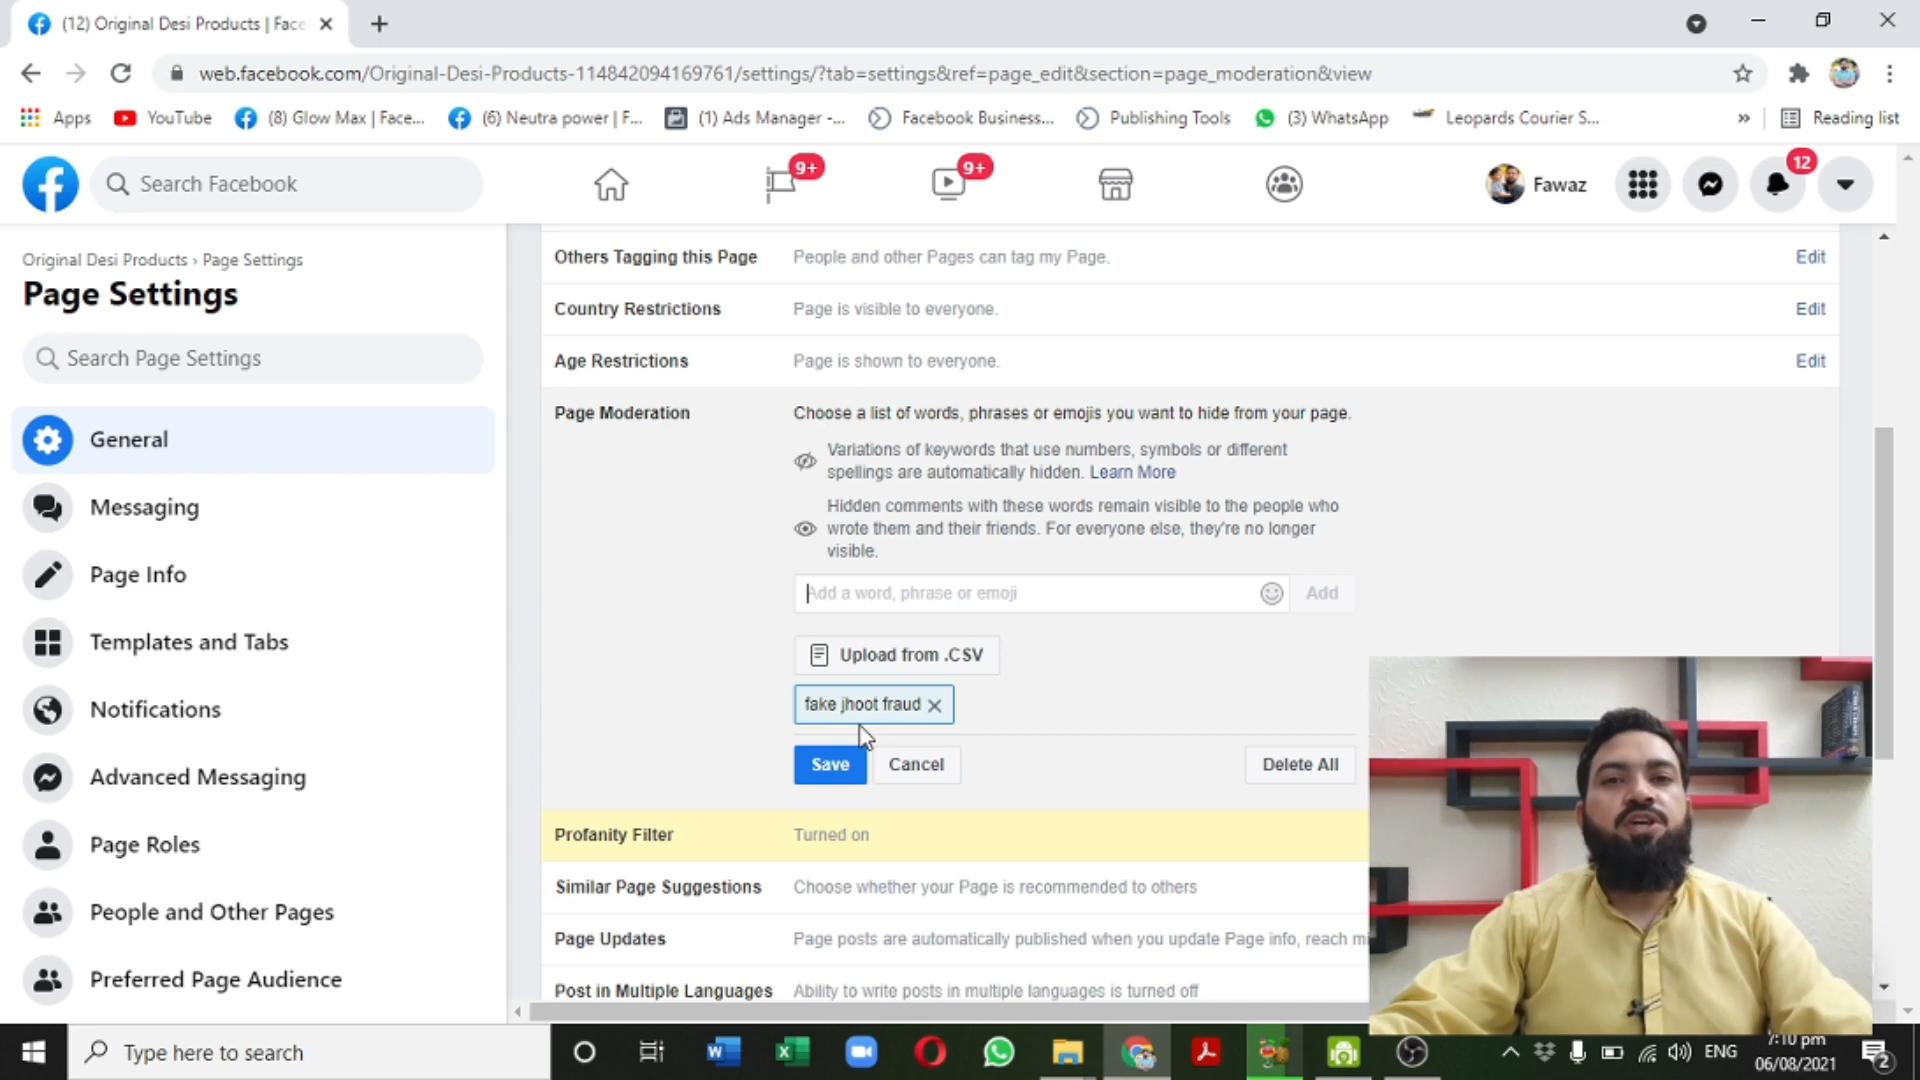 (12) Original Desi Products | Face
web.facebook.com/Original-Desi-Products-114842094169761/settings/?tab=settings&ref=page_edit&section=page_moderation&view
Apps
YouTube
(8) Glow Max | Face...
(6) Neutra power | F...
(1) Ads Manager -...
Facebook Business...
Publishing Tools
(3) WhatsApp
Leopards Courier S...
»
Reading list
Search Facebook
9+
9+
Fawaz
12
Original Desi Products › Page Settings
Page Settings
Search Page Settings
General
Messaging
Page Info
Templates and Tabs
Notifications
Advanced Messaging
Page Roles
People and Other Pages
Preferred Page Audience
Others Tagging this Page People and other Pages can tag my Page. Edit
Country Restrictions Page is visible to everyone. Edit
Age Restrictions Page is shown to everyone. Edit
Page Moderation Choose a list of words, phrases or emojis you want to hide from your page.
Variations of keywords that use numbers, symbols or different
spellings are automatically hidden. Learn More
Hidden comments with these words remain visible to the people who
wrote them and their friends. For everyone else, they're no longer
visible.
Add a word, phrase or emoji Add
Upload from .CSV
fake jhoot fraud
Save Cancel Delete All
Profanity Filter Turned on
Similar Page Suggestions Choose whether your Page is recommended to others
Page Updates Page posts are automatically published when you update Page info, reach mi
Post in Multiple Languages Ability to write posts in multiple languages is turned off
Type here to search
ENG
7:10 pm
06/08/2021
2